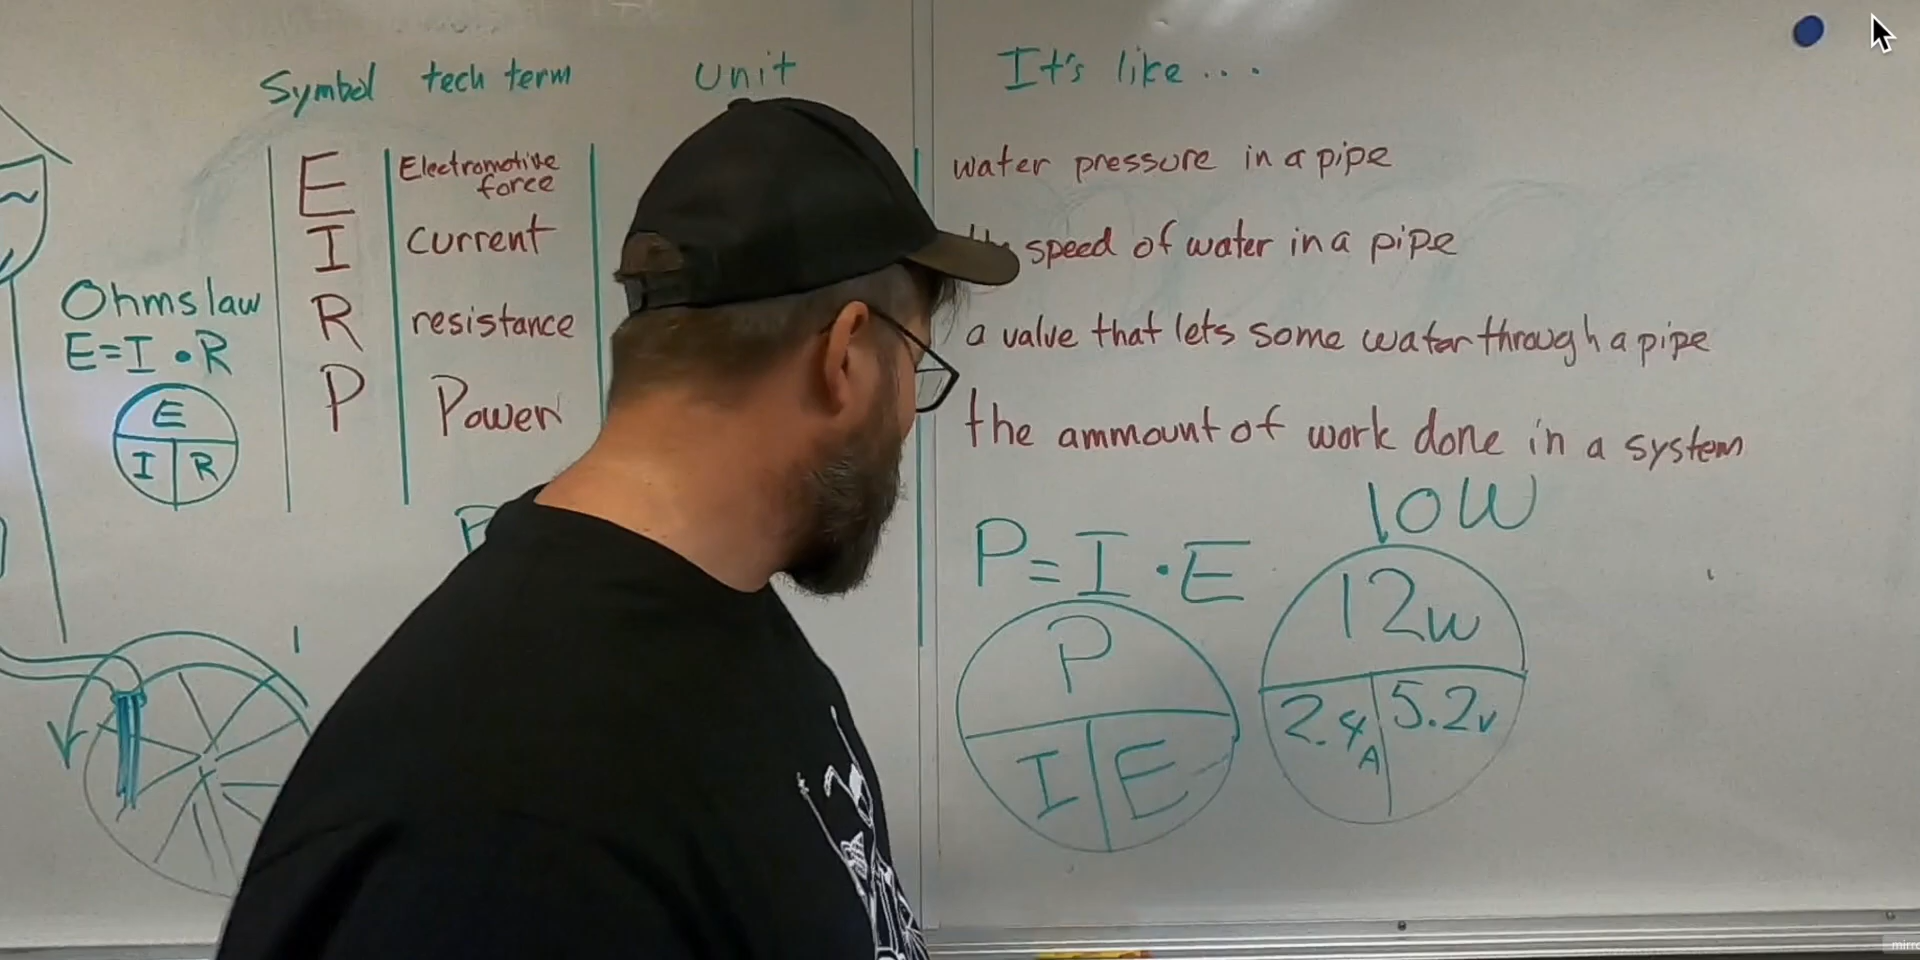 Symbol tech term unit It's like ...
E Electromotive force water pressure in a pipe
I current speed of water in a pipe
R resistance a valve that lets some water through a pipe
P Power the ammount of work done in a system
Ohms law
E=I•R
E
I R
10W
P=I•E
P
I E
12w
2.4A 5.2v